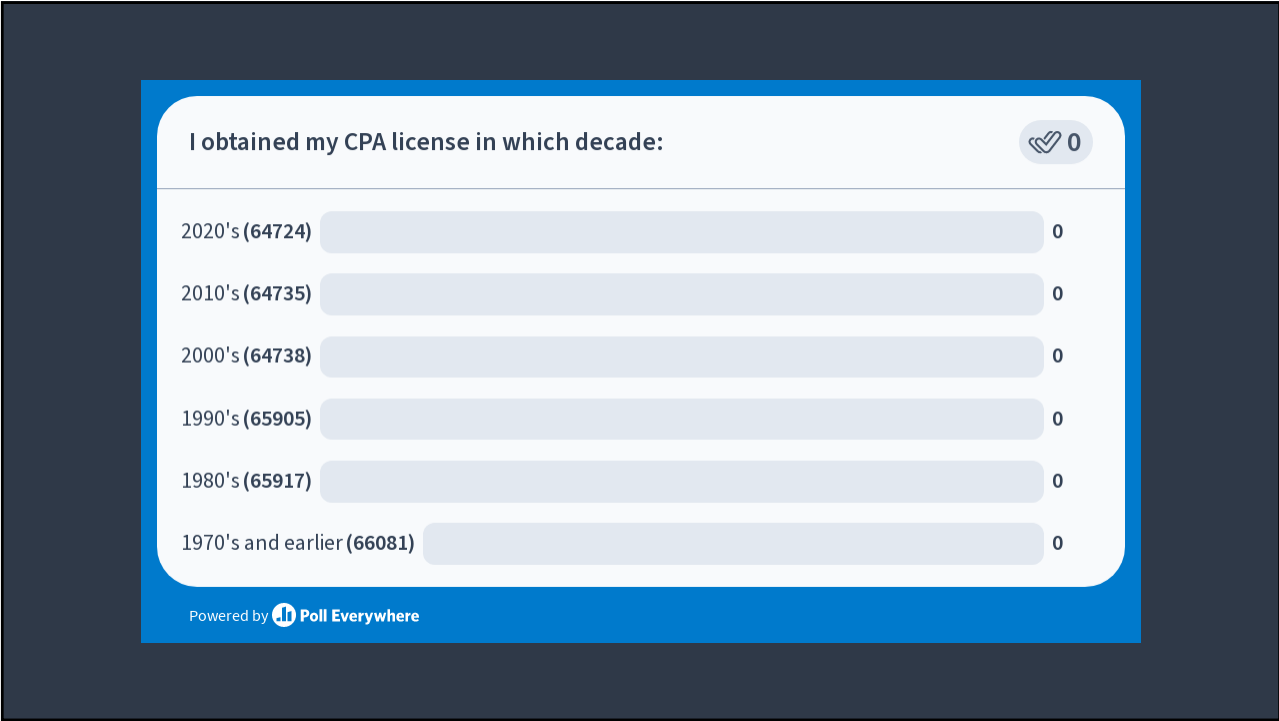 I obtained my CPA license in which decade:
0
2020's (64724) 0
2010's (64735) 0
2000's (64738) 0
1990's (65905) 0
1980's (65917) 0
1970's and earlier (66081) 0
Powered by Poll Everywhere